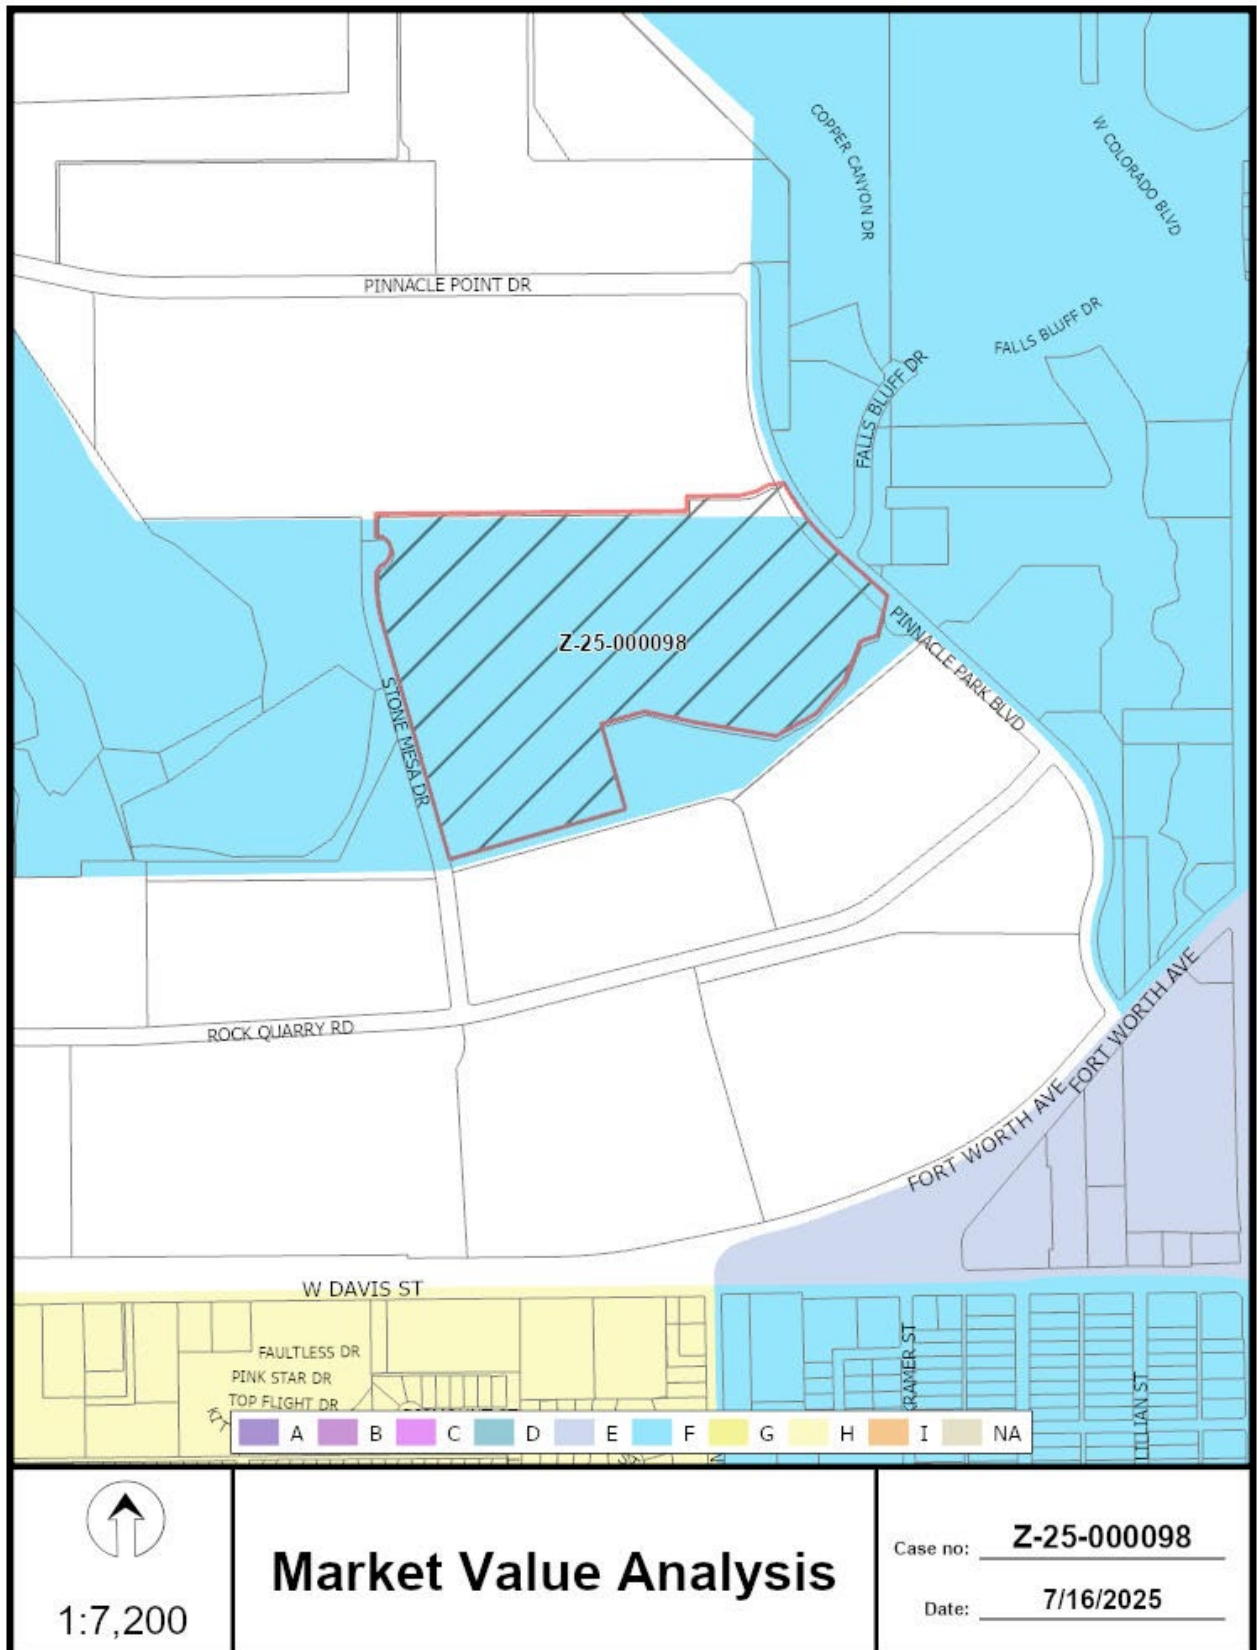 COPPER CANYON DR
W COLORADO BLVD
PINNACLE POINT DR
FALLS BLUFF DR
FALLS BLUFF DR
Z-25-000098
PINNACLE PARK BLVD
STONE MESA DR
FORT WORTH AVE
ROCK QUARRY RD
FORT WORTH AVE
W DAVIS ST
KRAMER ST
FAULTLESS DR
PINK STAR DR
TOP FLIGHT DR
LILLIAN ST
A B C D E F G H I NA
1:7,200
Market Value Analysis
Case no: Z-25-000098
Date: 7/16/2025